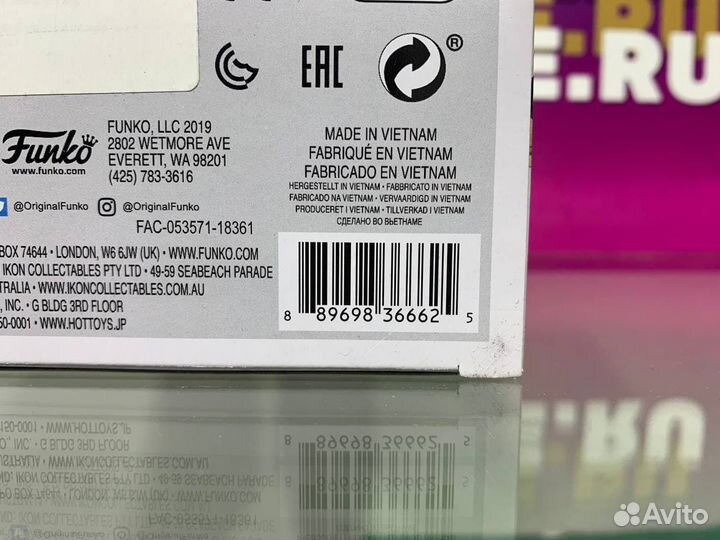 E.RU
E.RU
EAC
®
Funko
www.funko.com
FUNKO, LLC 2019
2802 WETMORE AVE
EVERETT, WA 98201
(425) 783-3616
@OriginalFunko @OriginalFunko
FAC-053571-18361
BOX 74644 • LONDON, W6 6JW (UK) • WWW.FUNKO.COM
IKON COLLECTABLES PTY LTD • 49-59 SEABEACH PARADE
TRALIA • WWW.IKONCOLLECTABLES.COM.AU
, INC. • G BLDG 3RD FLOOR
50-0001 • WWW.HOTTOYS.JP
MADE IN VIETNAM
FABRIQUÉ EN VIETNAM
FABRICADO EN VIETNAM
HERGESTELLT IN VIETNAM • FABBRICATO IN VIETNAM
FABRICADO NA VIETNAM • VERVAARDIGD IN VIETNAM
PRODUCERET I VIETNAM • TILLVERKAD I VIETNAM
СДЕЛАНО ВО ВЬЕТНАМЕ
8 89698 36662 5
Avito